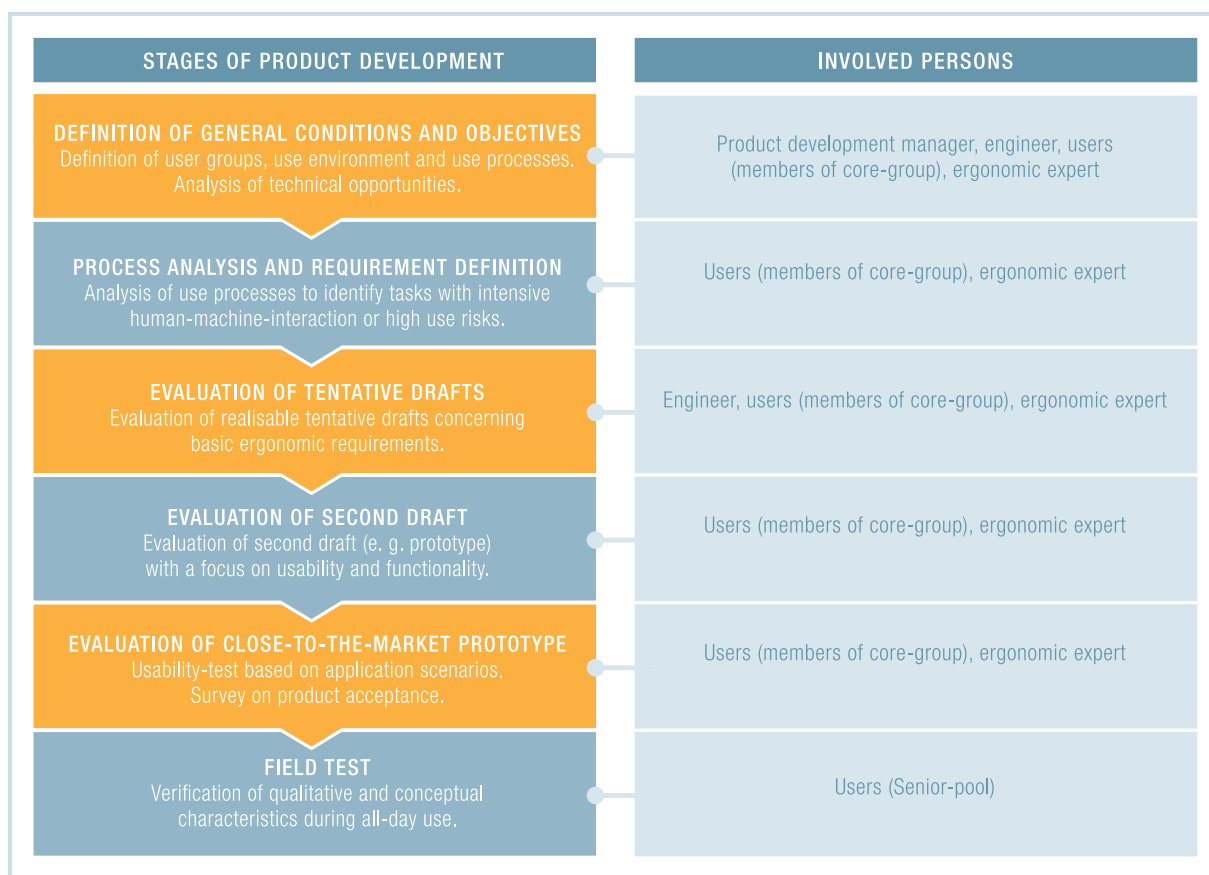 STAGES OF PRODUCT DEVELOPMENT
INVOLVED PERSONS
DEFINITION OF GENERAL CONDITIONS AND OBJECTIVES
Definition of user groups, use environment and use processes.
Analysis of technical opportunities.
Product development manager, engineer, users
(members of core-group), ergonomic expert
PROCESS ANALYSIS AND REQUIREMENT DEFINITION
Analysis of use processes to identify tasks with intensive
human-machine-interaction or high use risks.
Users (members of core-group), ergonomic expert
EVALUATION OF TENTATIVE DRAFTS
Evaluation of realisable tentative drafts concerning
basic ergonomic requirements.
Engineer, users (members of core-group), ergonomic expert
EVALUATION OF SECOND DRAFT
Evaluation of second draft (e. g. prototype)
with a focus on usability and functionality.
Users (members of core-group), ergonomic expert
EVALUATION OF CLOSE-TO-THE-MARKET PROTOTYPE
Usability-test based on application scenarios.
Survey on product acceptance.
Users (members of core-group), ergonomic expert
FIELD TEST
Verification of qualitative and conceptual
characteristics during all-day use.
Users (Senior-pool)